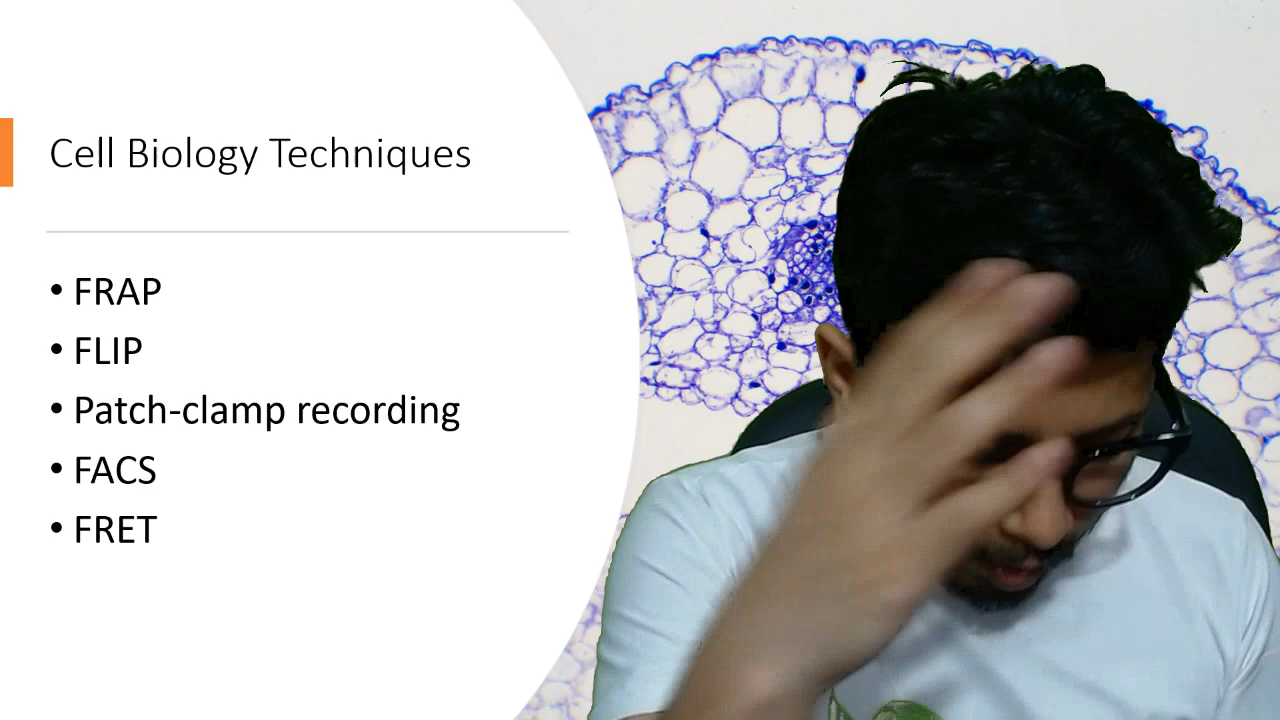 Cell Biology Techniques
• FRAP
• FLIP
• Patch-clamp recording
• FACS
• FRET